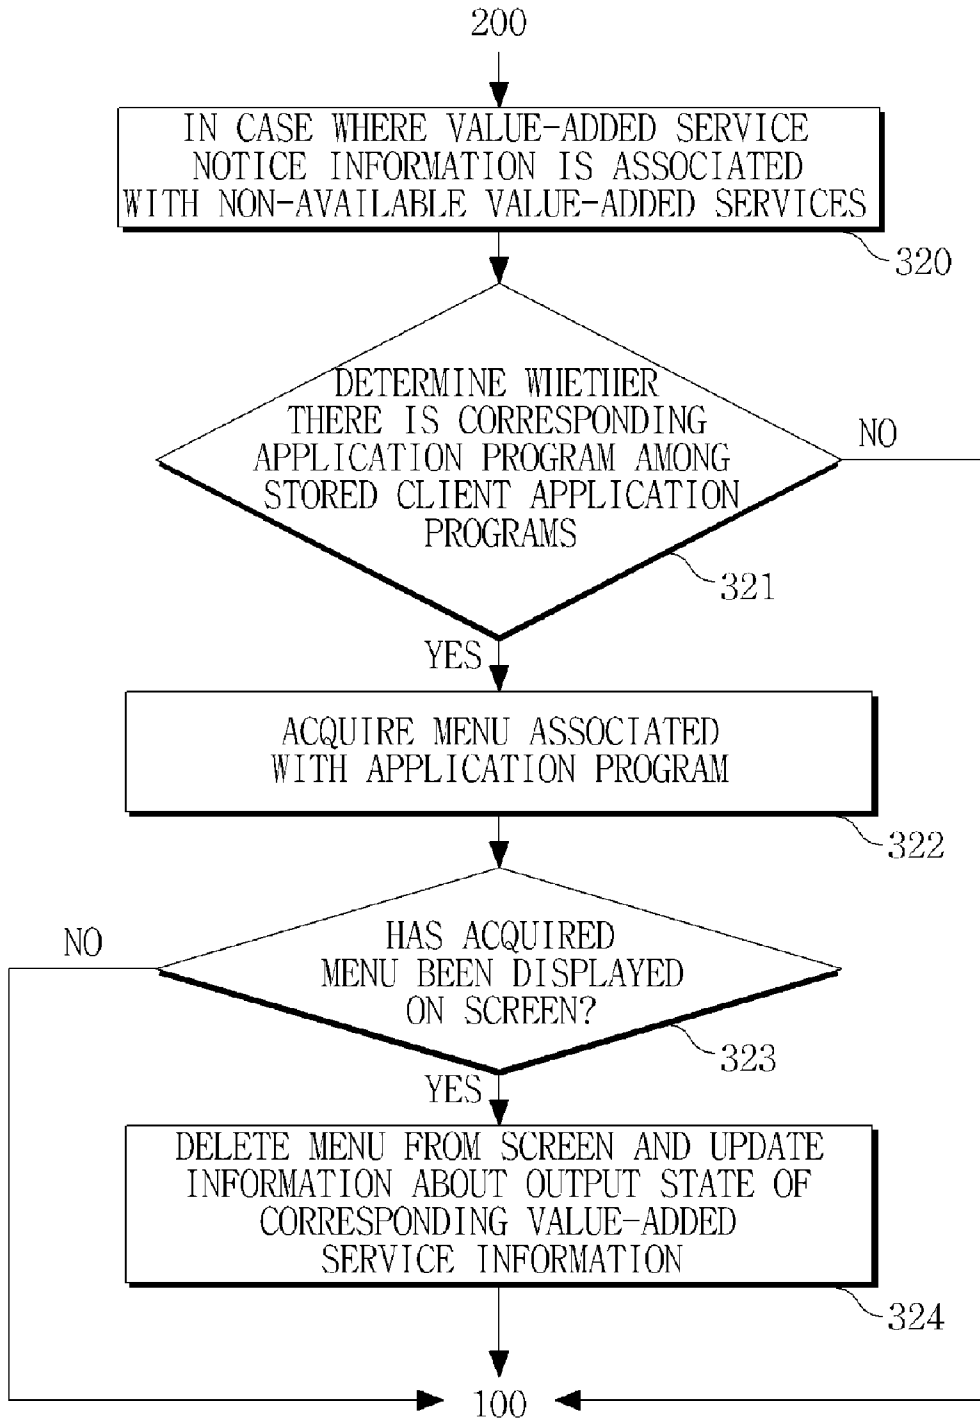 200
IN CASE WHERE VALUE-ADDED SERVICE
NOTICE INFORMATION IS ASSOCIATED
WITH NON-AVAILABLE VALUE-ADDED SERVICES
320
DETERMINE WHETHER
THERE IS CORRESPONDING
APPLICATION PROGRAM AMONG
STORED CLIENT APPLICATION
PROGRAMS
NO
321
YES
ACQUIRE MENU ASSOCIATED
WITH APPLICATION PROGRAM
322
HAS ACQUIRED
MENU BEEN DISPLAYED
ON SCREEN?
NO
323
YES
DELETE MENU FROM SCREEN AND UPDATE
INFORMATION ABOUT OUTPUT STATE OF
CORRESPONDING VALUE-ADDED
SERVICE INFORMATION
324
100